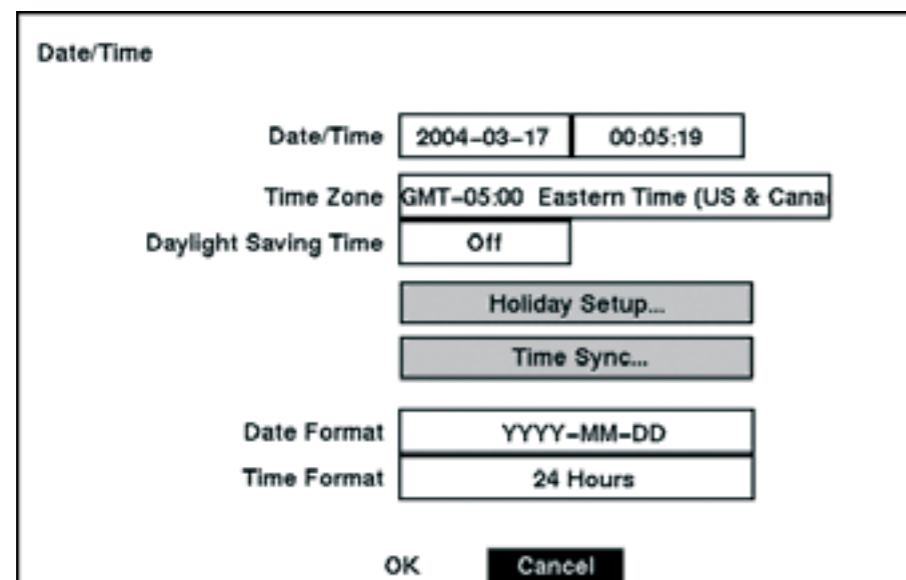 Date/Time
Date/Time 2004-03-17 00:05:19
Time Zone GMT-05:00 Eastern Time (US & Cana
Daylight Saving Time Off
Holiday Setup...
Time Sync...
Date Format YYYY-MM-DD
Time Format 24 Hours
OK Cancel